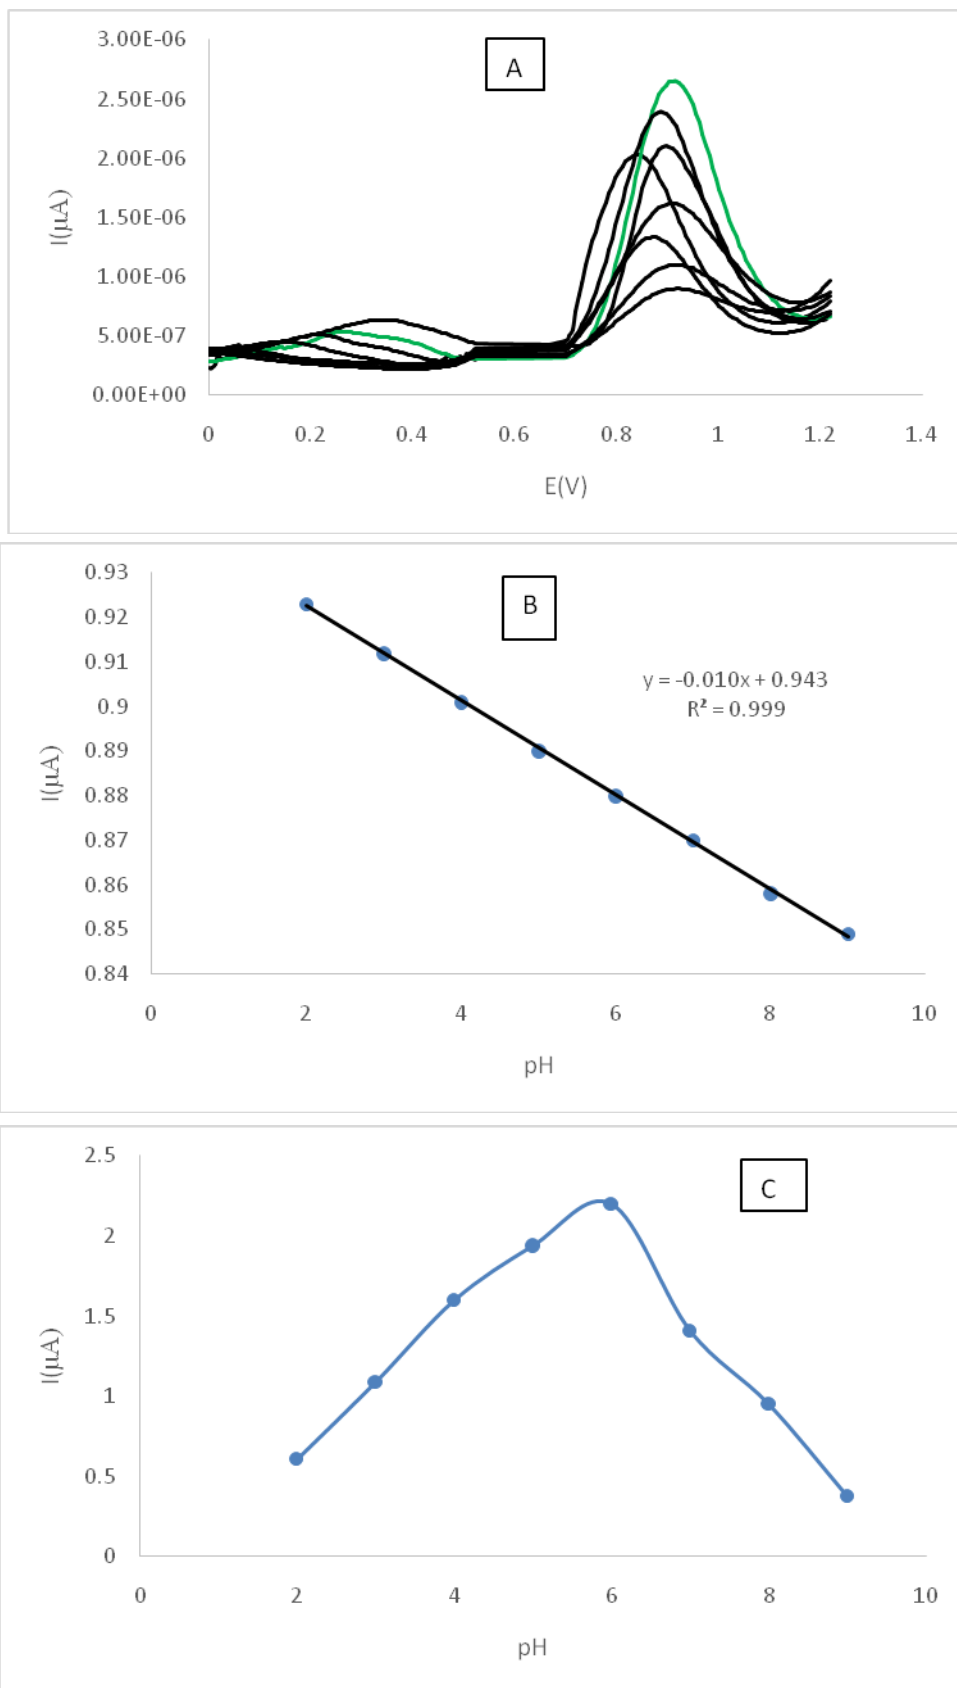 A
3.00E-06
2.50E-06
2.00E-06
1.50E-06
1.00E-06
5.00E-07
0.00E+00
I(μA)
0 0.2 0.4 0.6 0.8 1 1.2 1.4
E(V)
B
0.93
0.92
0.91
0.9
0.89
0.88
0.87
0.86
0.85
0.84
I(μA)
y = -0.010x + 0.943
R² = 0.999
0 2 4 6 8 10
pH
C
2.5
2
1.5
1
0.5
0
I(μA)
0 2 4 6 8 10
pH